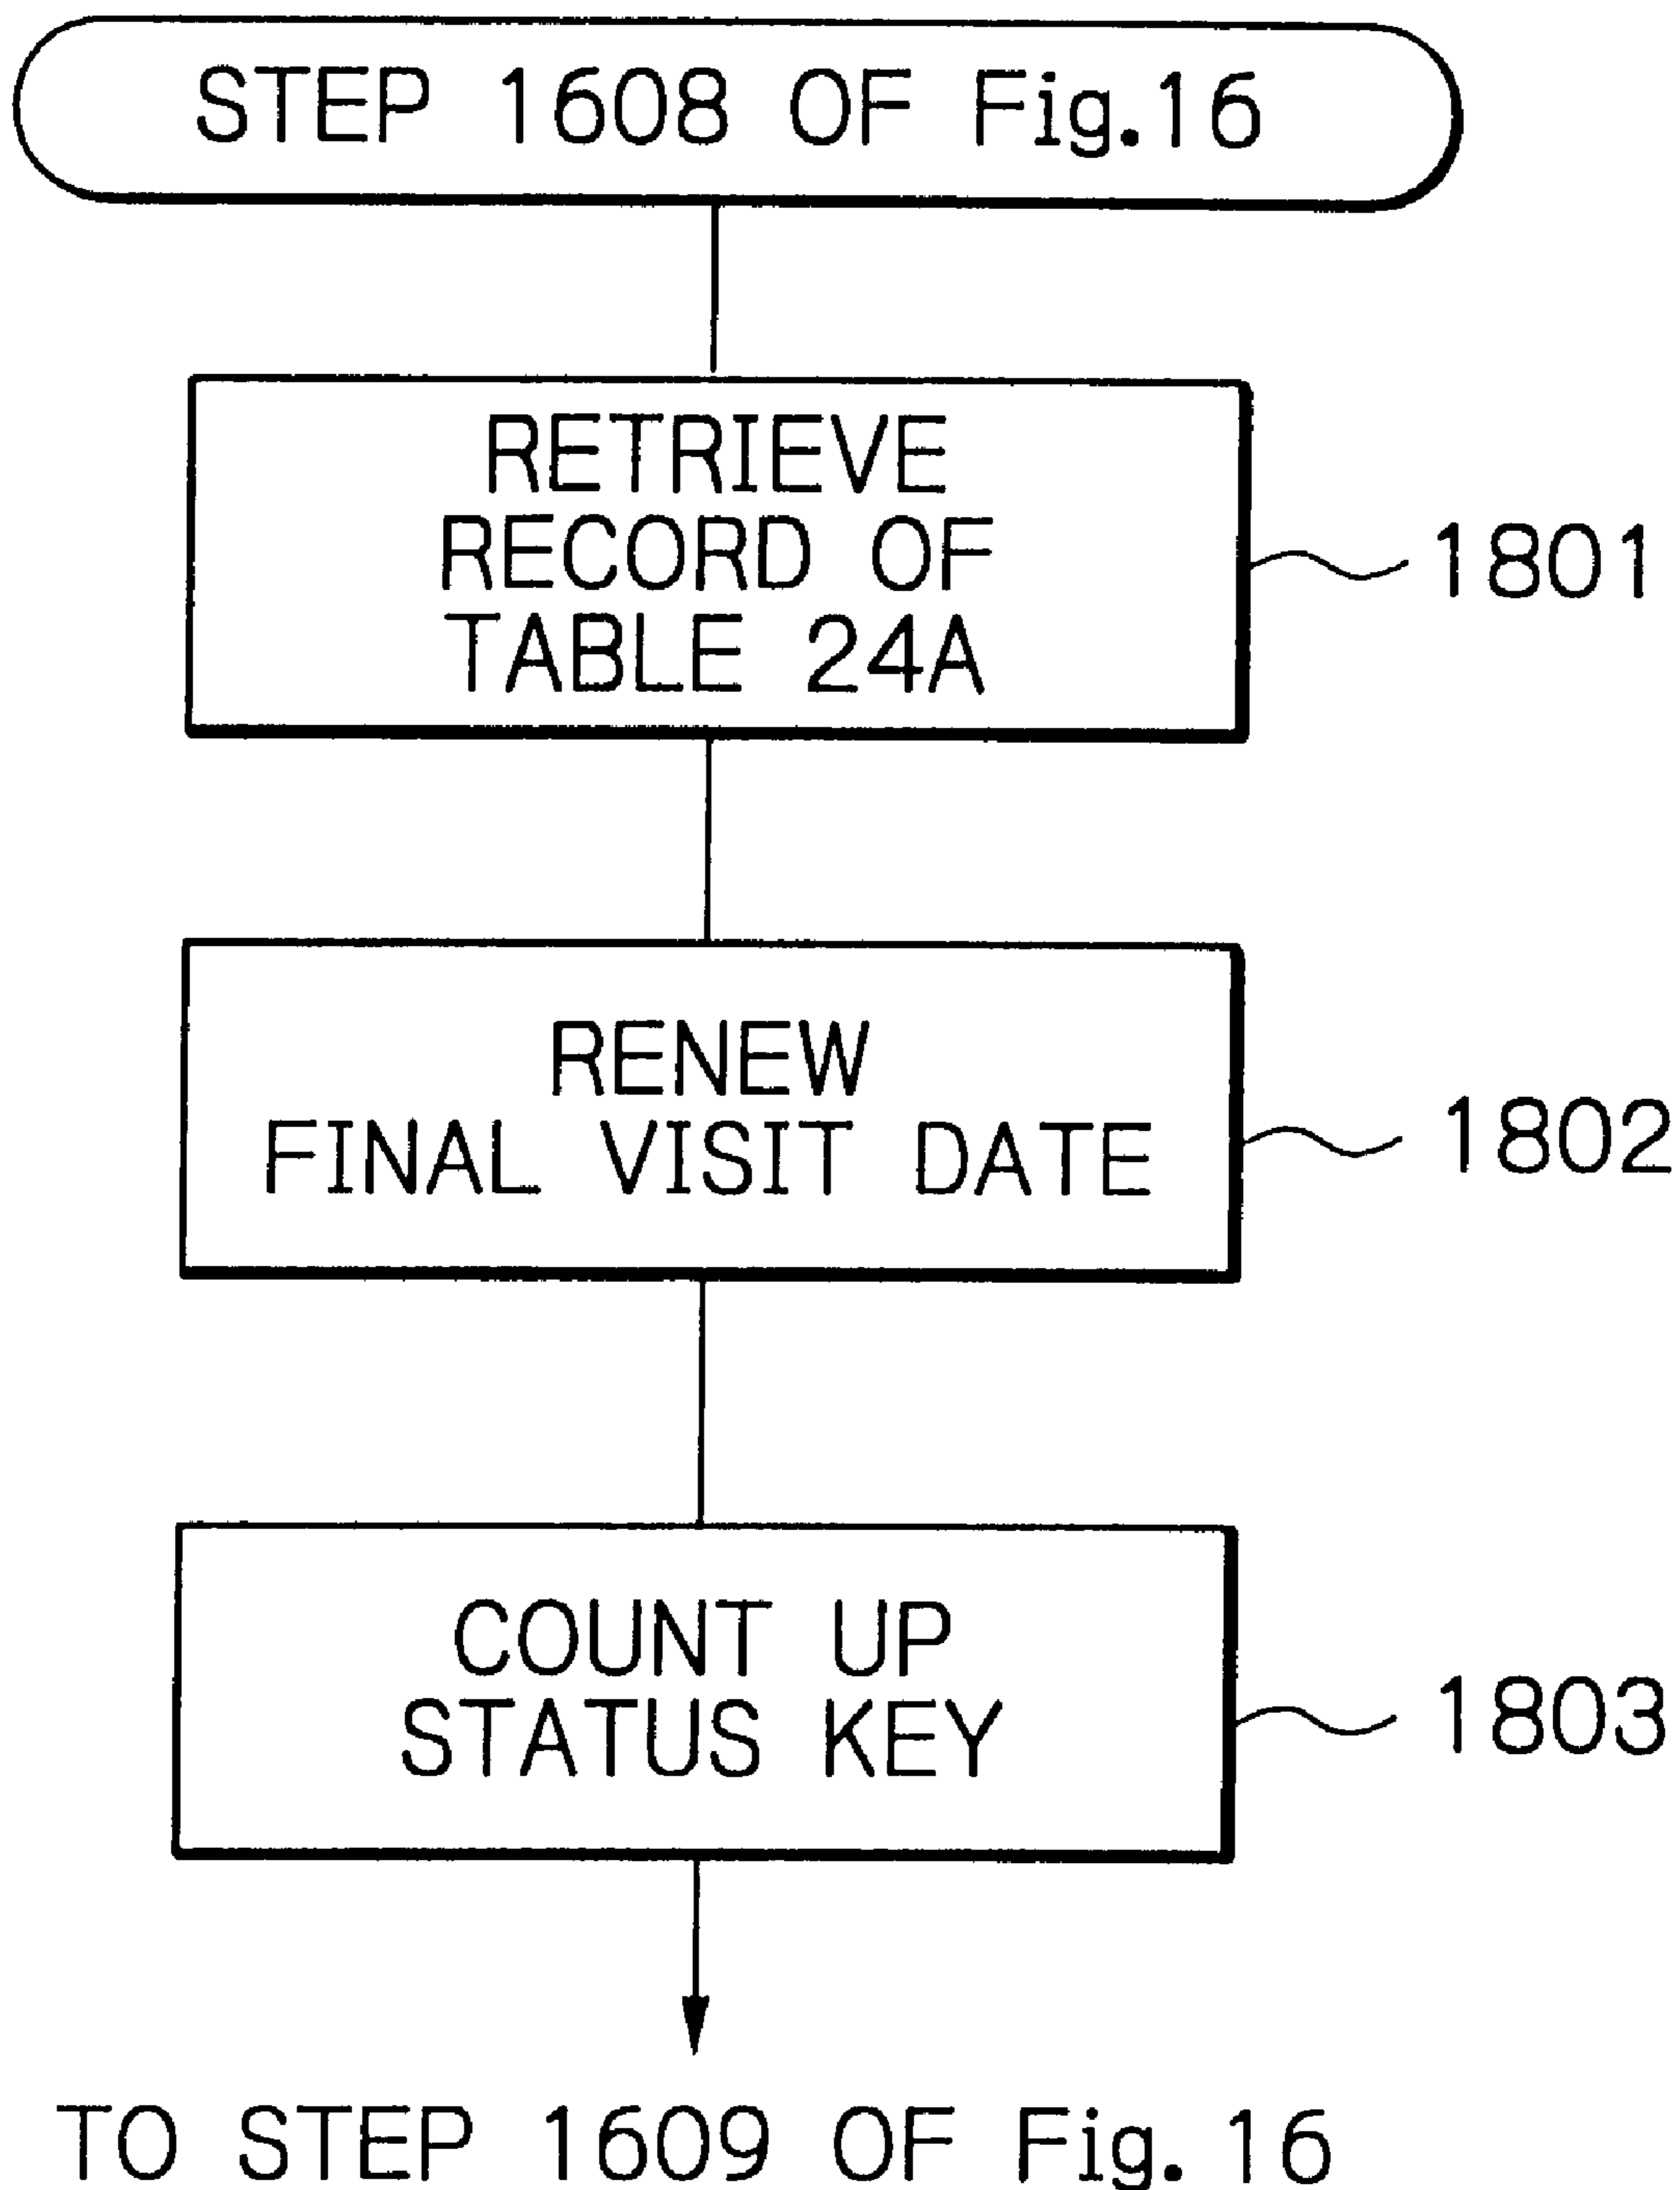 STEP 1608 OF Fig.16
RETRIEVE
RECORD OF
TABLE 24A
1801
RENEW
FINAL VISIT DATE
1802
COUNT UP
STATUS KEY
1803
TO STEP 1609 OF Fig. 16